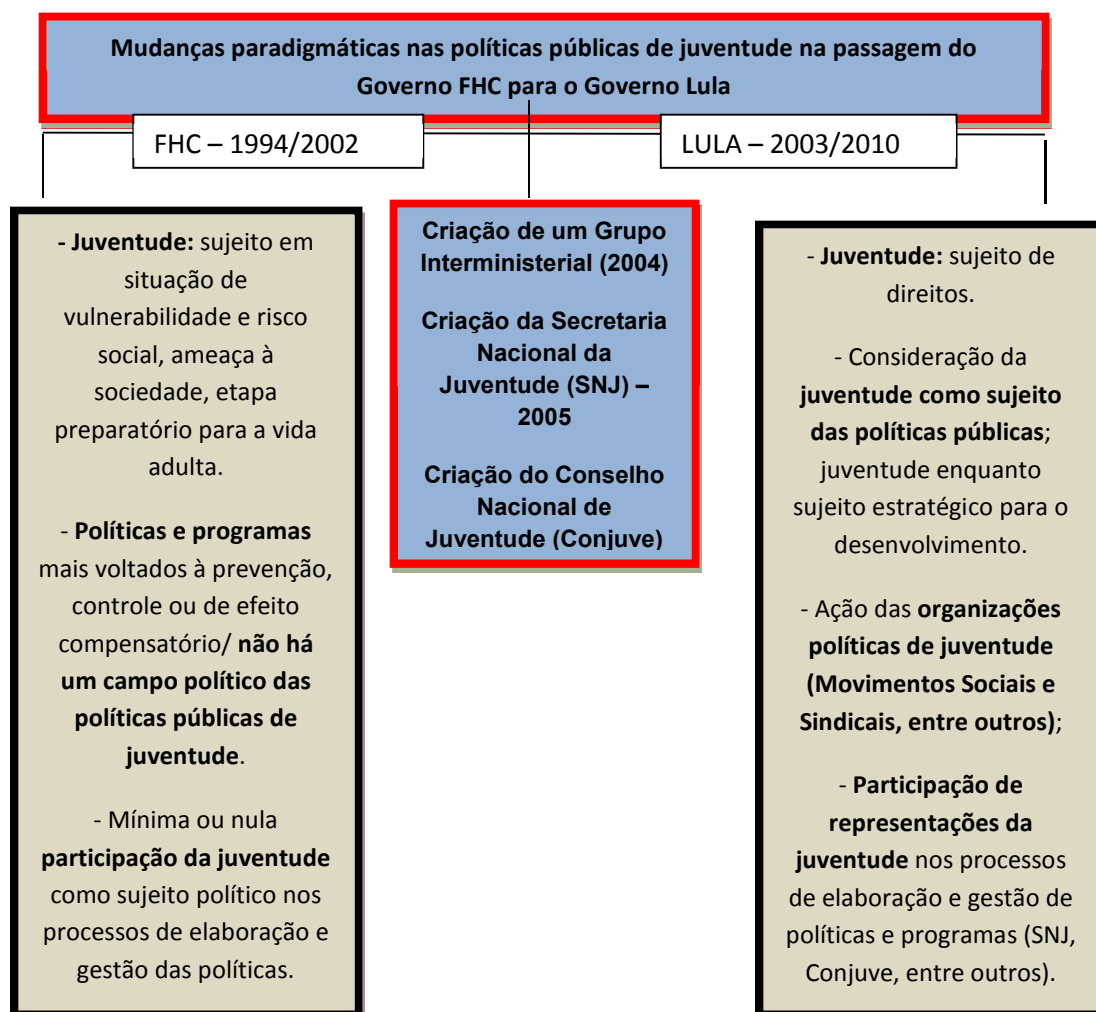 Mudanças paradigmáticas nas políticas públicas de juventude na passagem do
Governo FHC para o Governo Lula
FHC – 1994/2002
LULA – 2003/2010
- Juventude: sujeito em
situação de
vulnerabilidade e risco
social, ameaça à
sociedade, etapa
preparatório para a vida
adulta.
- Políticas e programas
mais voltados à prevenção,
controle ou de efeito
compensatório/ não há
um campo político das
políticas públicas de
juventude.
- Mínima ou nula
participação da juventude
como sujeito político nos
processos de elaboração e
gestão das políticas.
Criação de um Grupo
Interministerial (2004)
Criação da Secretaria
Nacional da
Juventude (SNJ) –
2005
Criação do Conselho
Nacional de
Juventude (Conjuve)
- Juventude: sujeito de
direitos.
- Consideração da
juventude como sujeito
das políticas públicas;
juventude enquanto
sujeito estratégico para o
desenvolvimento.
- Ação das organizações
políticas de juventude
(Movimentos Sociais e
Sindicais, entre outros);
- Participação de
representações da
juventude nos processos
de elaboração e gestão de
políticas e programas (SNJ,
Conjuve, entre outros).